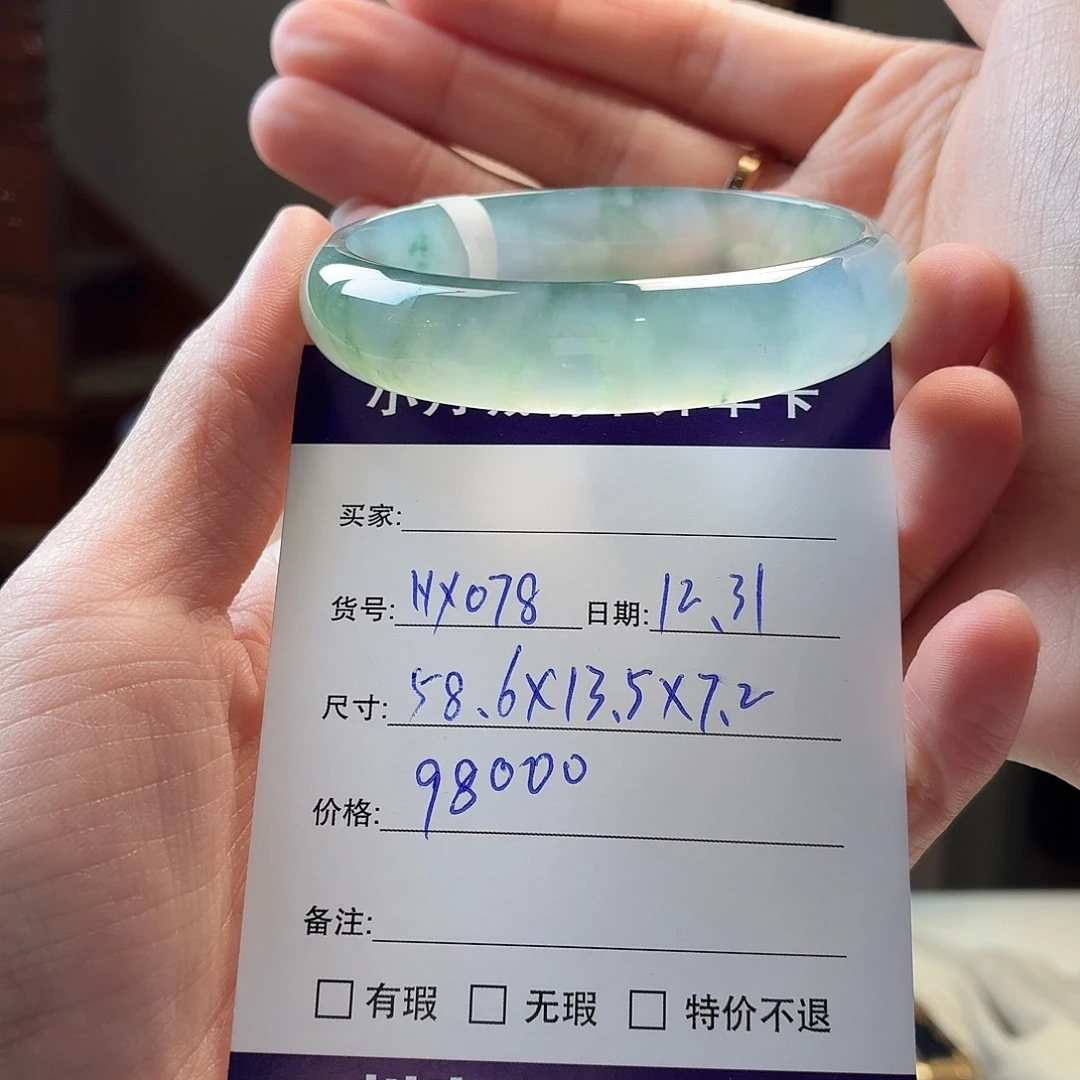 买家:
货号: HX078 日期: 12.31
尺寸: 58.6X13.5X7.2
价格: 98000
备注:
□ 有瑕 □ 无瑕 □ 特价不退